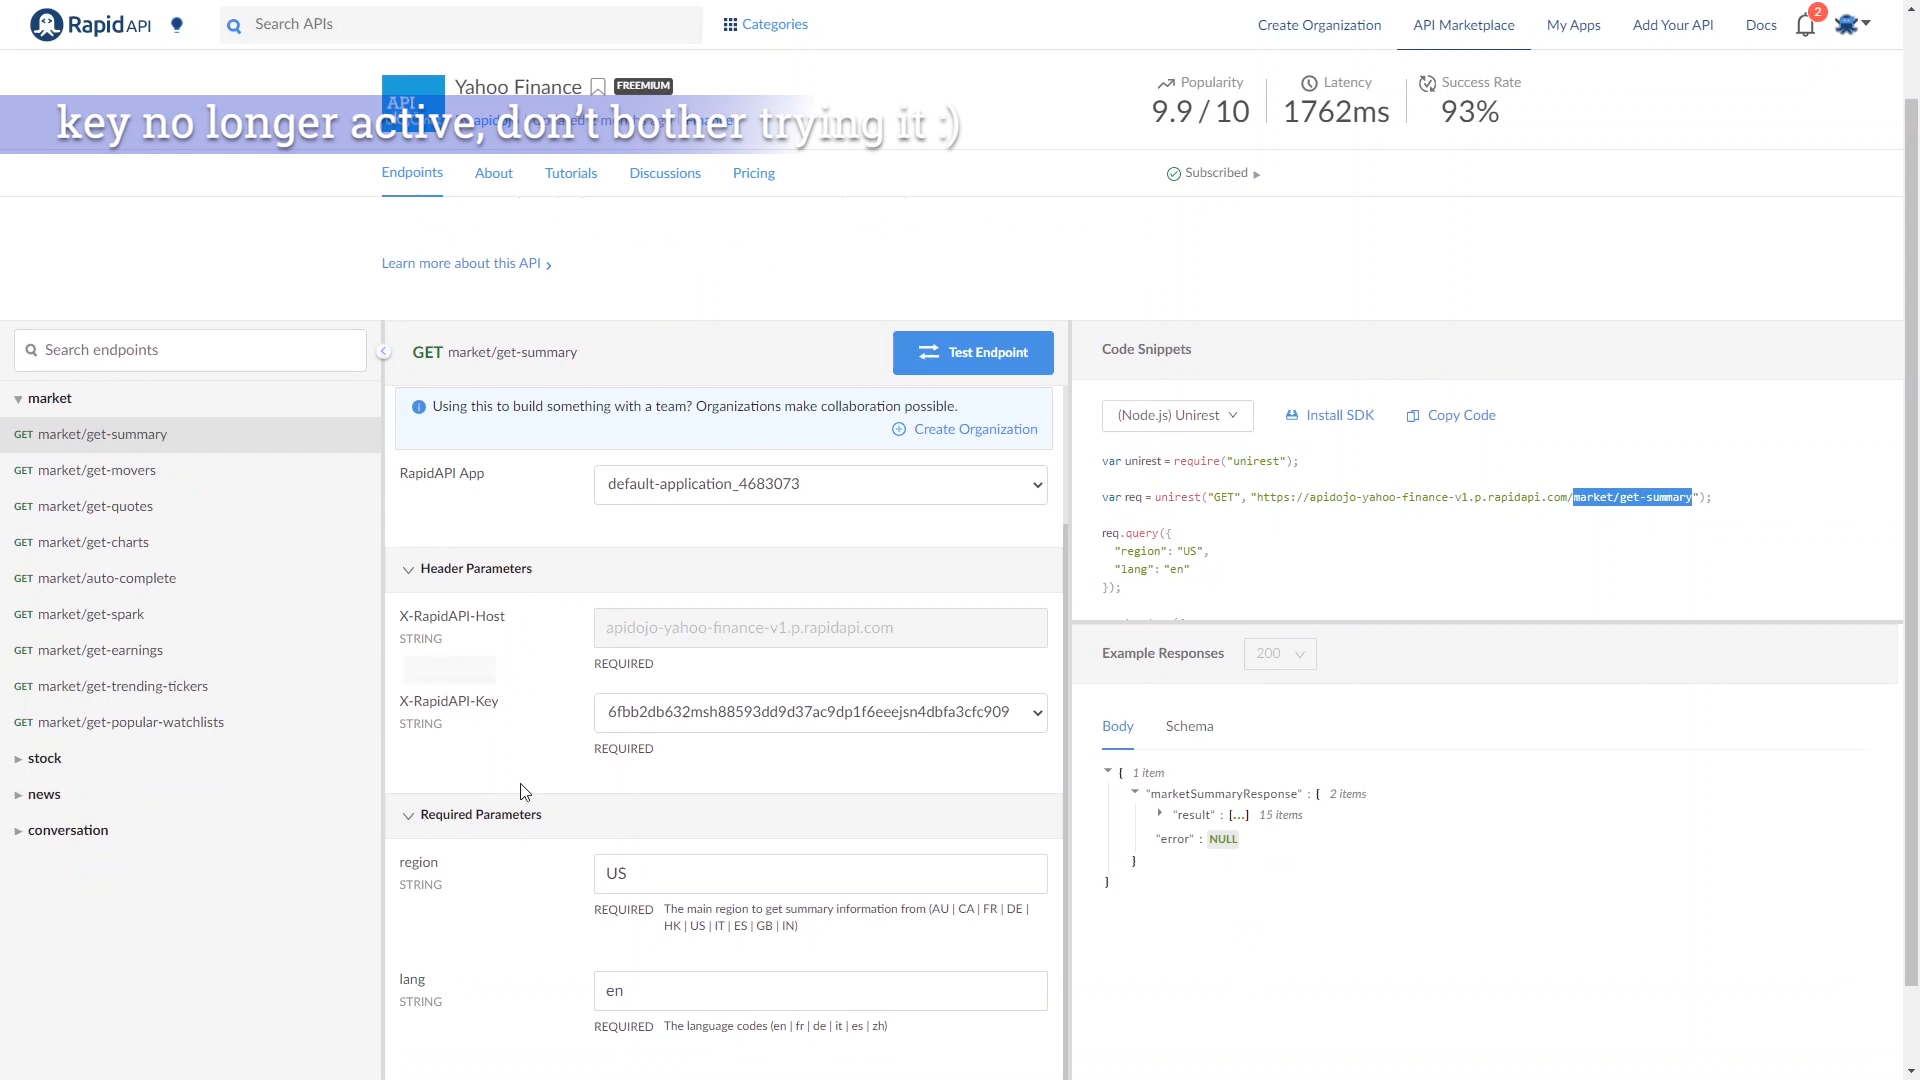 RapidAPI
Search APIs
Categories
Create Organization
API Marketplace
My Apps
Add Your API
Docs
2
Yahoo Finance
FREEMIUM
API
key no longer active, don't bother trying it :)
Popularity
9.9 / 10
Latency
1762ms
Success Rate
93%
Endpoints
About
Tutorials
Discussions
Pricing
Subscribed
Learn more about this API
Search endpoints
market
GET market/get-summary
GET market/get-movers
GET market/get-quotes
GET market/get-charts
GET market/auto-complete
GET market/get-spark
GET market/get-earnings
GET market/get-trending-tickers
GET market/get-popular-watchlists
stock
news
conversation
GET market/get-summary
Test Endpoint
Using this to build something with a team? Organizations make collaboration possible.
Create Organization
RapidAPI App
default-application_4683073
Header Parameters
X-RapidAPI-Host
STRING
apidojo-yahoo-finance-v1.p.rapidapi.com
REQUIRED
X-RapidAPI-Key
STRING
6fbb2db632msh88593dd9d37ac9dp1f6eeejsn4dbfa3cfc909
REQUIRED
Required Parameters
region
STRING
US
REQUIRED The main region to get summary information from (AU | CA | FR | DE |
HK | US | IT | ES | GB | IN)
lang
STRING
en
REQUIRED The language codes (en | fr | de | it | es | zh)
Code Snippets
(Node.js) Unirest
Install SDK
Copy Code
var unirest = require("unirest");
var req = unirest("GET", "https://apidojo-yahoo-finance-v1.p.rapidapi.com/market/get-summary");
req.query({
"region": "US",
"lang": "en"
});
Example Responses
200
Body
Schema
{ 1 item
"marketSummaryResponse" : { 2 items
"result" : [...] 15 items
"error" : NULL
}
}